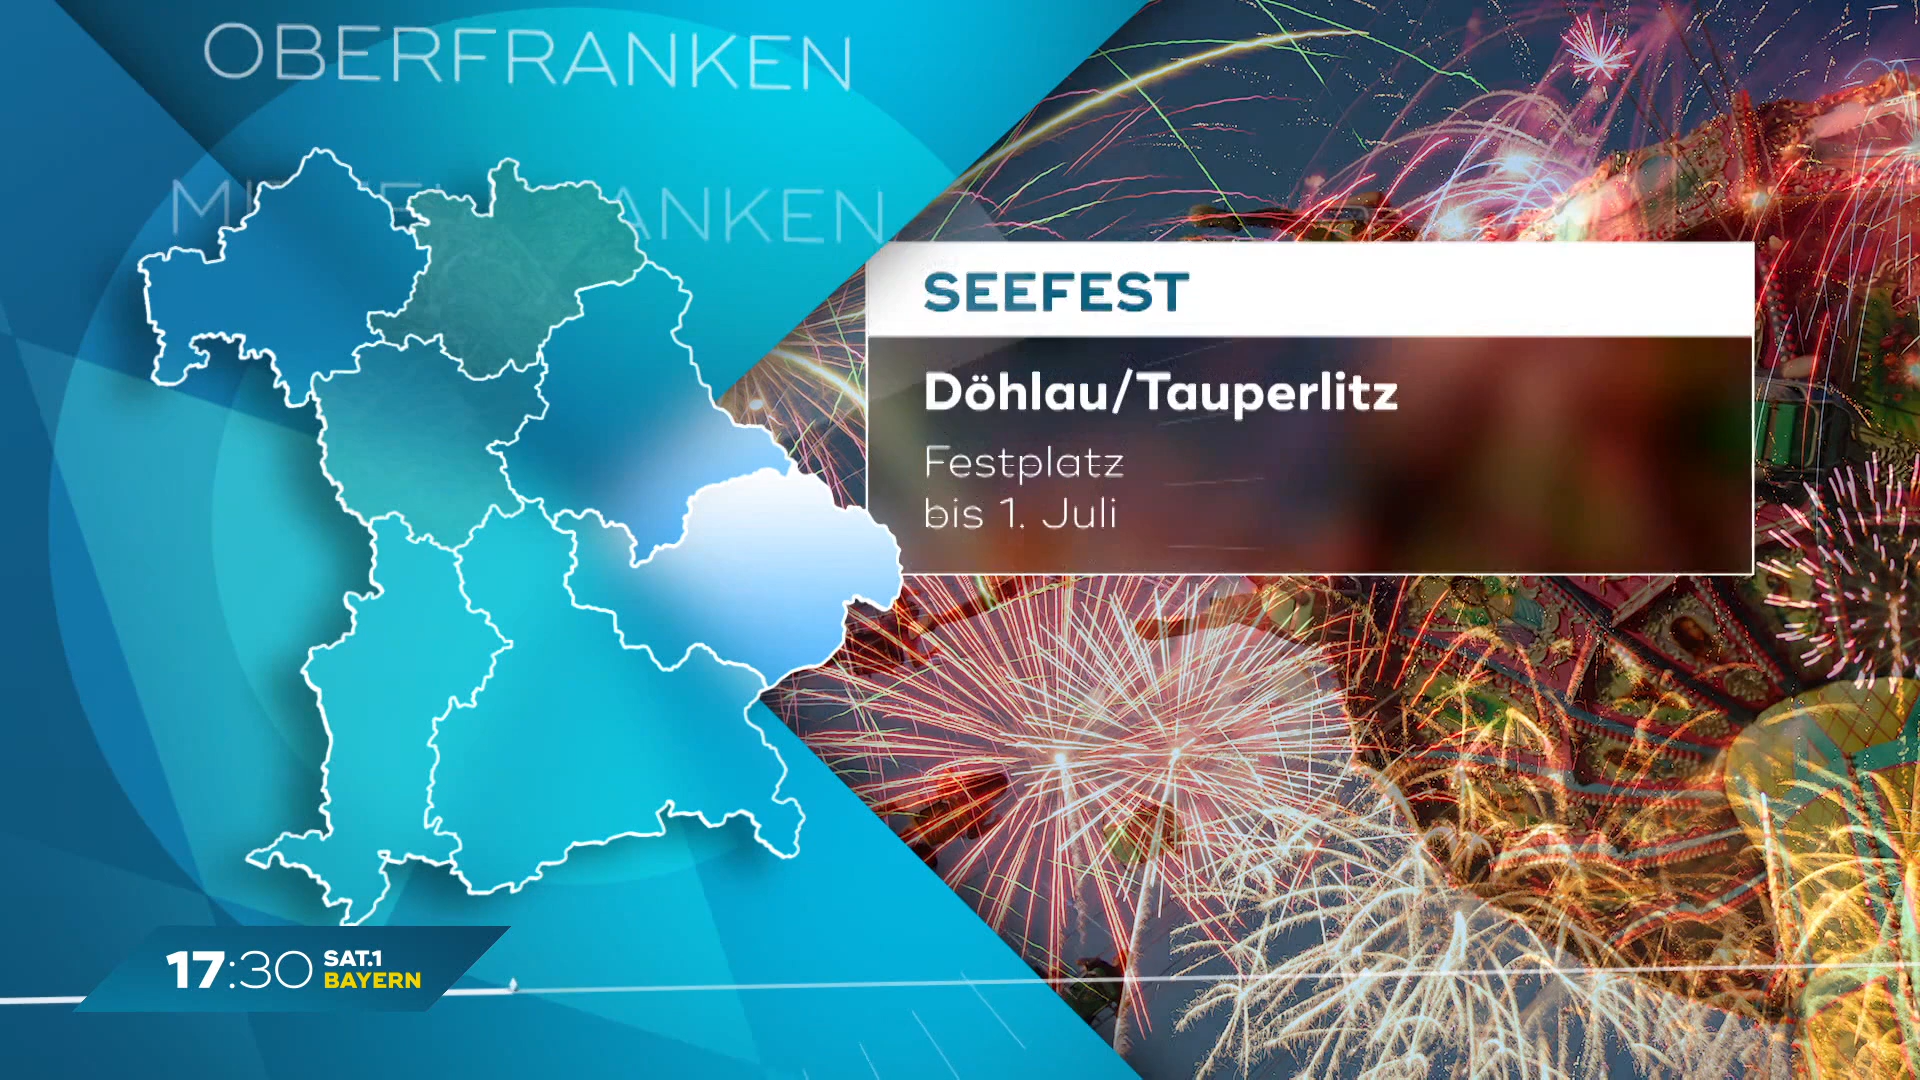 OBERFRANKEN
SEEFEST
Döhlau/Tauperlitz
Festplatz
bis 1. Juli
17:30 SAT.1
BAYERN